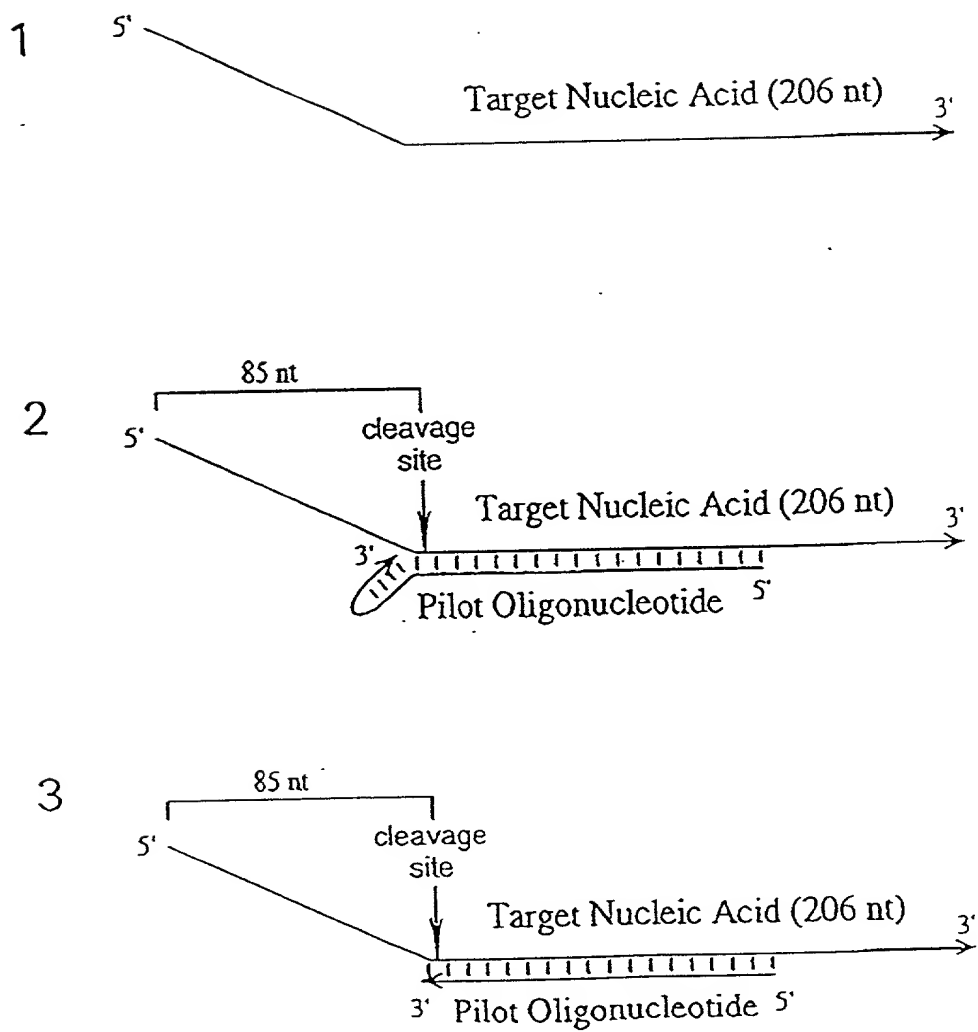 1
5'
Target Nucleic Acid (206 nt)
3'
2
85 nt
5'
cleavage
site
Target Nucleic Acid (206 nt)
3'
3'
Pilot Oligonucleotide
5'
3
85 nt
5'
cleavage
site
Target Nucleic Acid (206 nt)
3'
3'
Pilot Oligonucleotide
5'